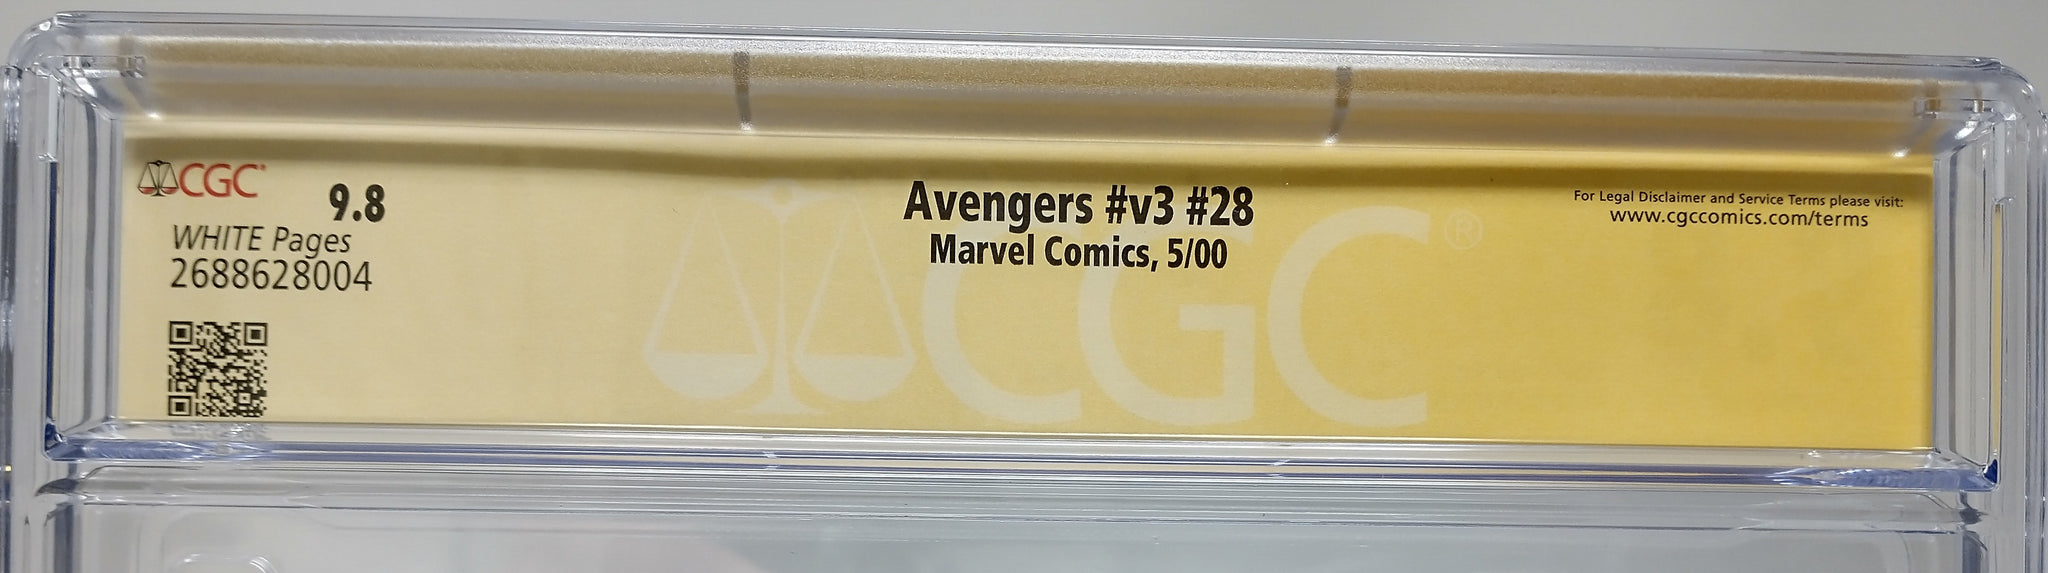 CGC
9.8
WHITE Pages
2688628004
Avengers #v3 #28
Marvel Comics, 5/00
For Legal Disclaimer and Service Terms please visit:
www.cgccomics.com/terms
CGC®